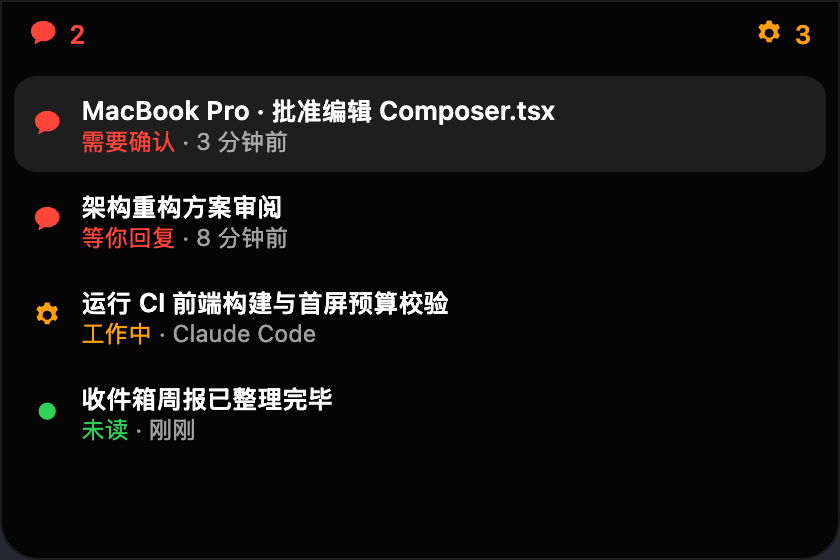 2
3
MacBook Pro · 批准编辑 Composer.tsx
需要确认 · 3 分钟前
架构重构方案审阅
等你回复 · 8 分钟前
运行 CI 前端构建与首屏预算校验
工作中 · Claude Code
收件箱周报已整理完毕
未读 · 刚刚